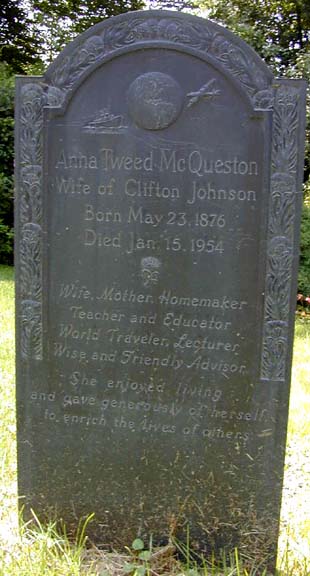 Anna Tweed McQueston
Wife of Clifton Johnson
Born May 23, 1876
Died Jan. 15, 1954
Wife, Mother, Homemaker
Teacher and Educator
World Traveler, Lecturer
Wise and Friendly Advisor
She enjoyed living
and gave generously of herself
to enrich the lives of others